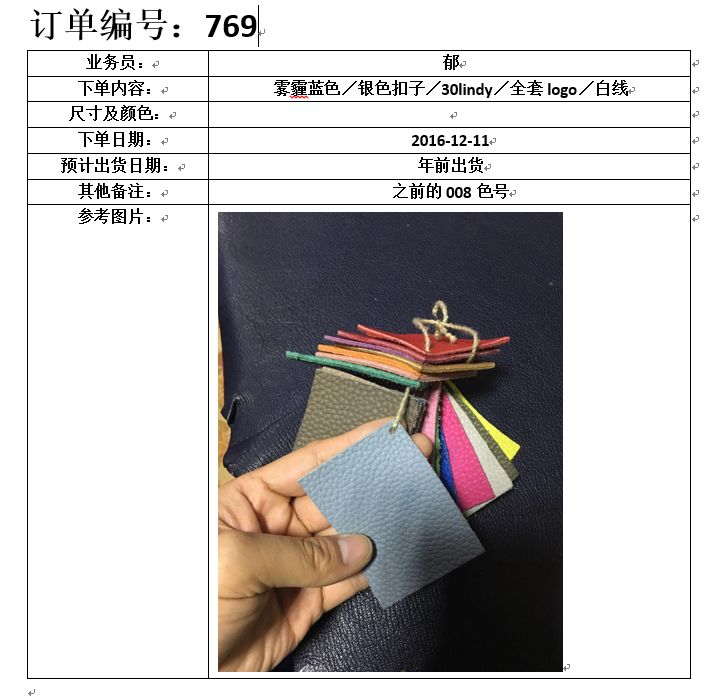 订单编号：769
业务员： 郁
下单内容： 雾霾蓝色／银色扣子／30lindy／全套 logo／白线
尺寸及颜色：
下单日期： 2016-12-11
预计出货日期： 年前出货
其他备注： 之前的 008 色号
参考图片：